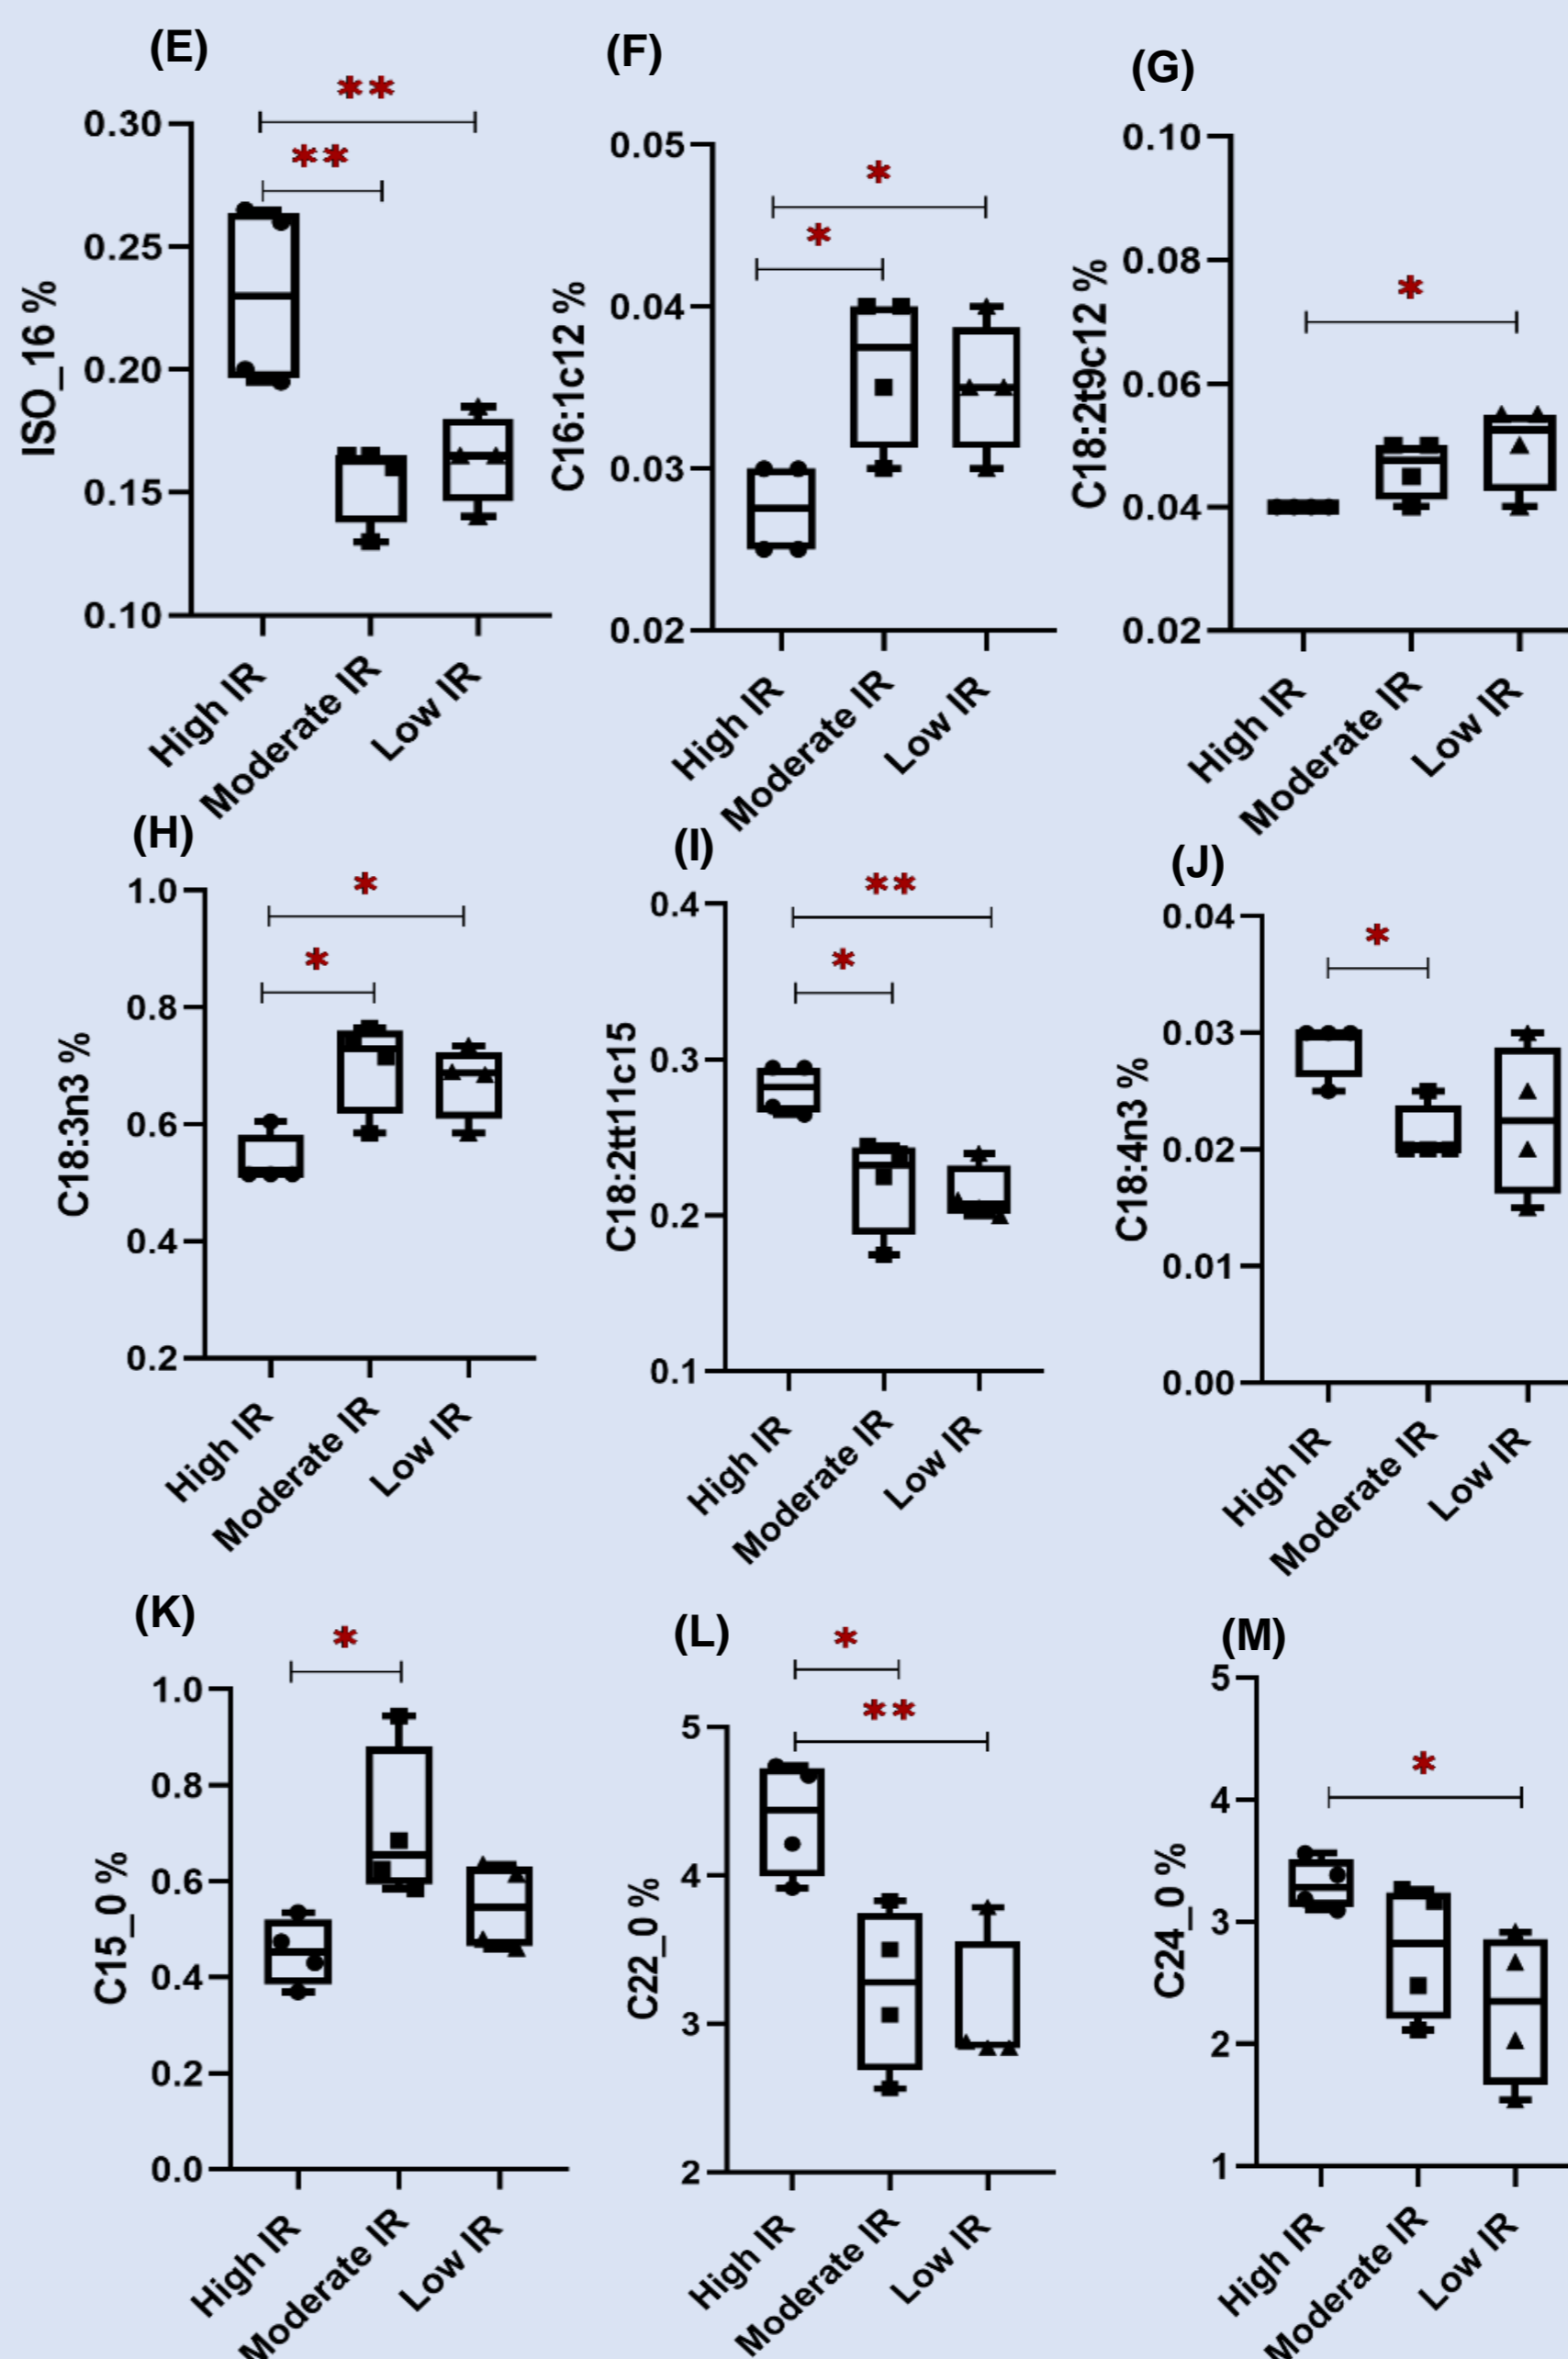 (E)
**
**
ISO_16 %
0.30
0.25
0.20
0.15
0.10
High IR
Moderate IR
Low IR
(F)
*
*
C16:1c12 %
0.05
0.04
0.03
0.02
High IR
Moderate IR
Low IR
(G)
*
C18:2t9c12 %
0.10
0.08
0.06
0.04
0.02
High IR
Moderate IR
Low IR
(H)
*
*
C18:3n3 %
1.0
0.8
0.6
0.4
0.2
High IR
Moderate IR
Low IR
(I)
**
*
C18:2tt11c15
0.4
0.3
0.2
0.1
High IR
Moderate IR
Low IR
(J)
*
C18:4n3 %
0.04
0.03
0.02
0.01
0.00
High IR
Moderate IR
Low IR
(K)
*
C15_0 %
1.0
0.8
0.6
0.4
0.2
0.0
High IR
Moderate IR
Low IR
(L)
*
**
C22_0 %
5
4
3
2
High IR
Moderate IR
Low IR
(M)
*
C24_0 %
5
4
3
2
1
High IR
Moderate IR
Low IR